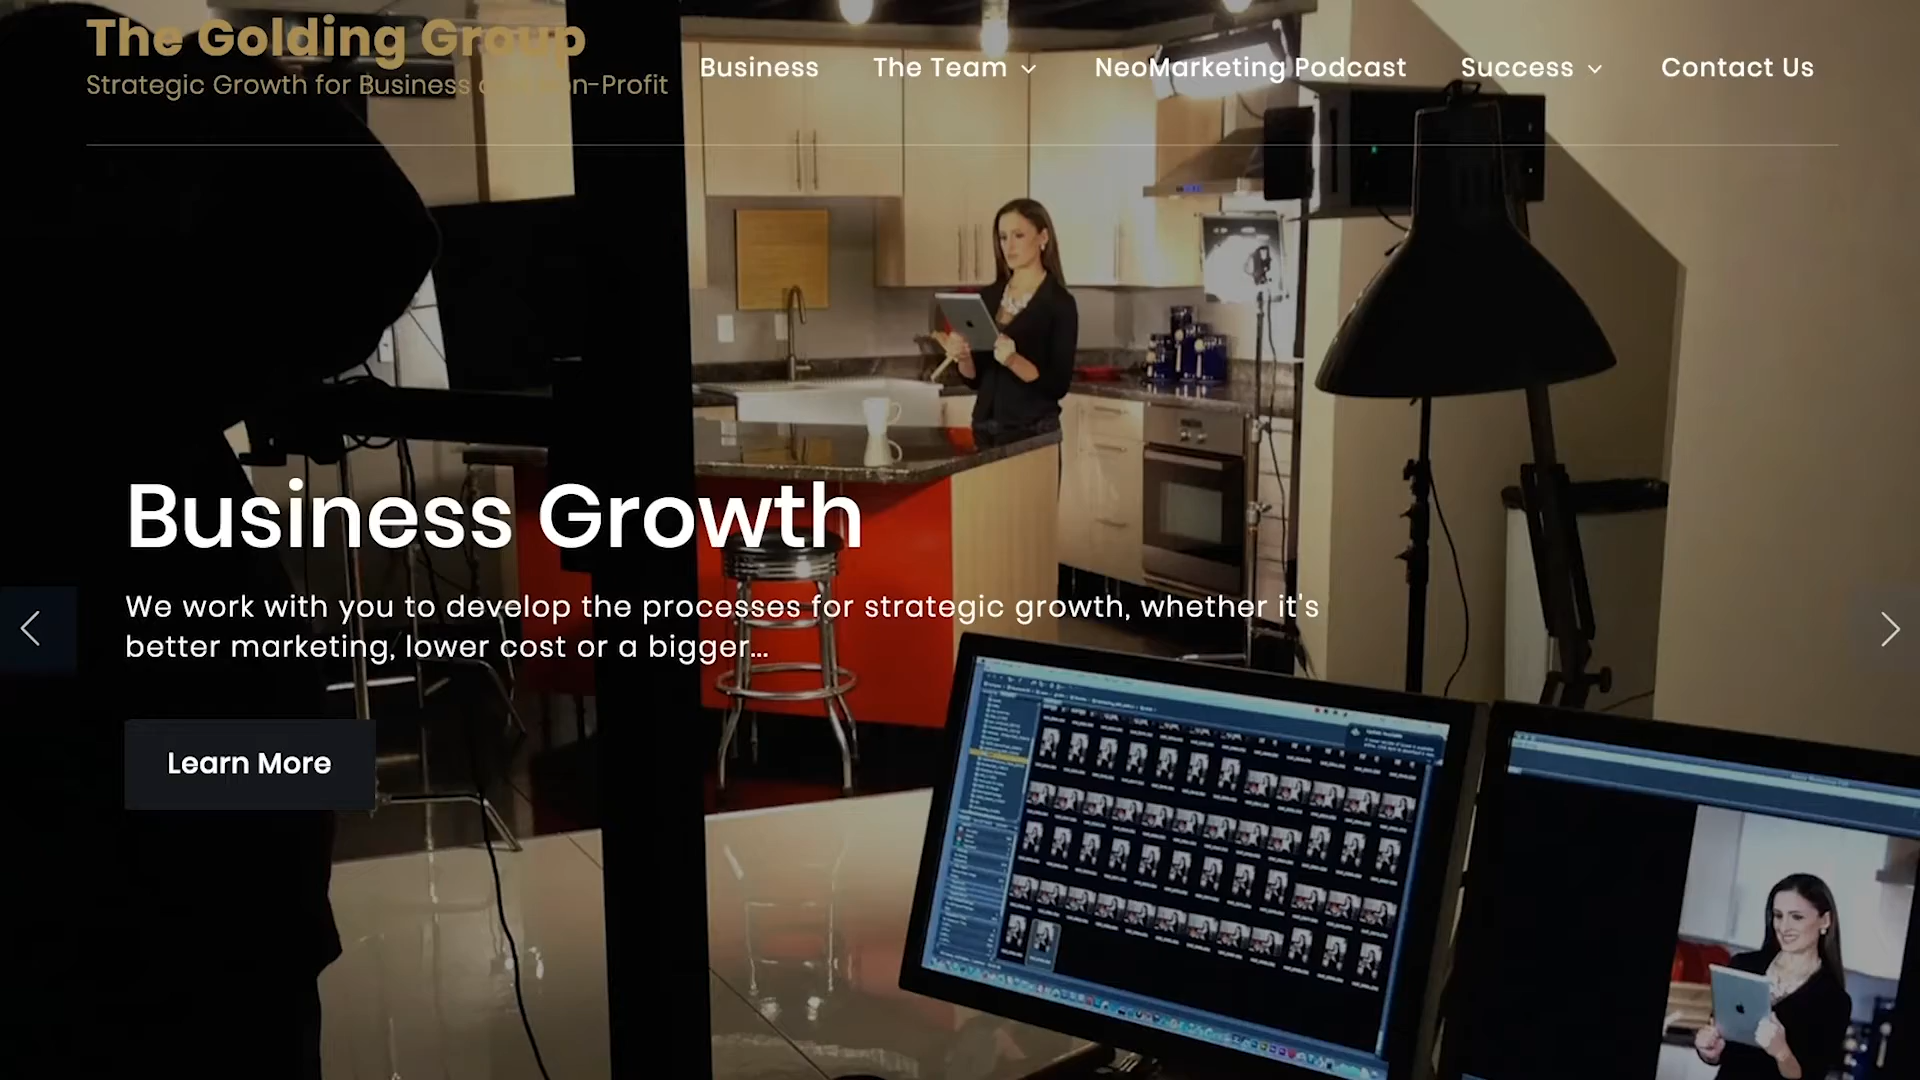 The Golding Group
Strategic Growth for Business and Non-Profit
Business
The Team
NeoMarketing Podcast
Success
Contact Us
Business Growth
We work with you to develop the processes for strategic growth, whether it's
better marketing, lower cost or a bigger...
Learn More